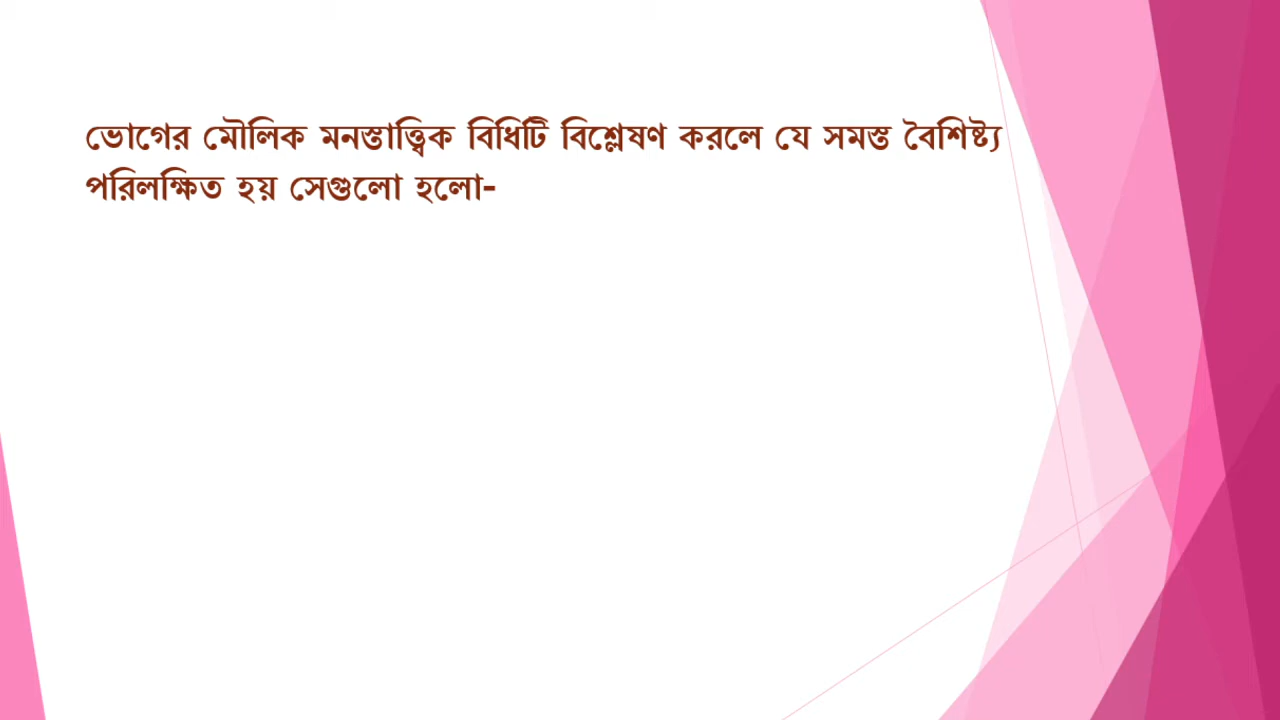 ভোগের মৌলিক মনস্তাত্ত্বিক বিধিটি বিশ্লেষণ করলে যে সমস্ত বৈশিষ্ট্য
পরিলক্ষিত হয় সেগুলো হলো-